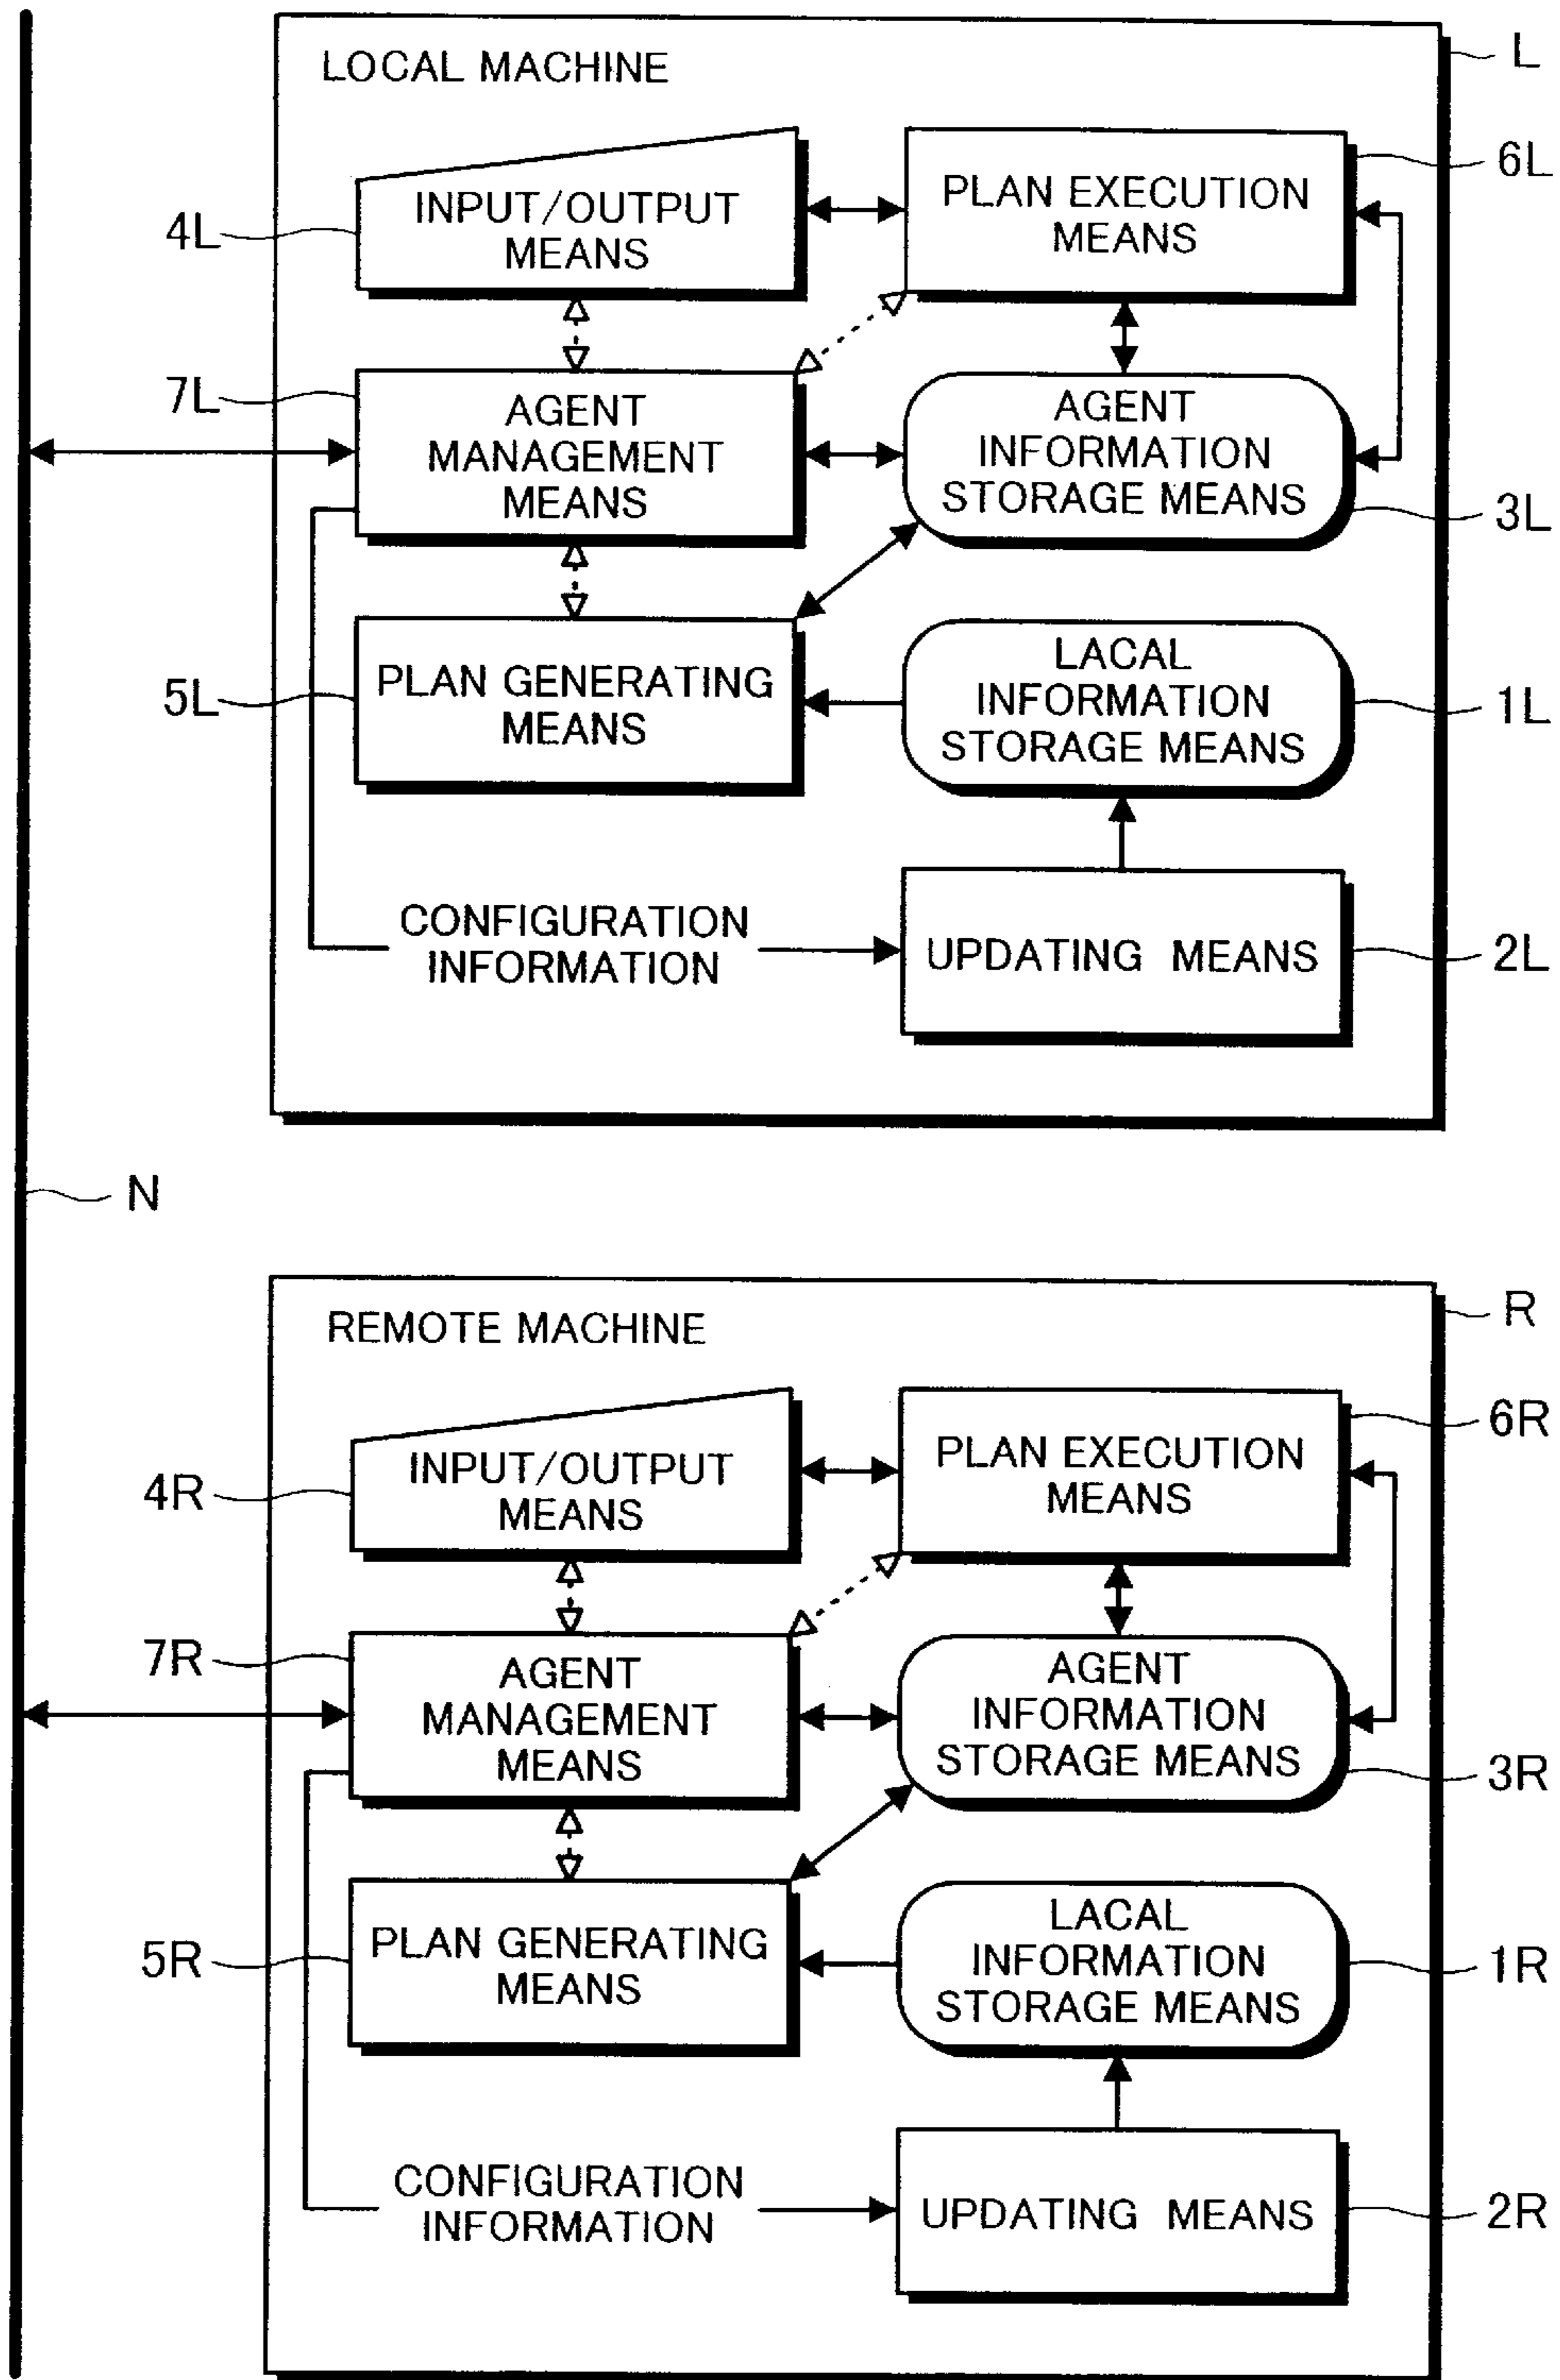 LOCAL MACHINE
L
INPUT/OUTPUT
MEANS
4L
PLAN EXECUTION
MEANS
6L
7L
AGENT
MANAGEMENT
MEANS
AGENT
INFORMATION
STORAGE MEANS
3L
5L
PLAN GENERATING
MEANS
LACAL
INFORMATION
STORAGE MEANS
1L
CONFIGURATION
INFORMATION
UPDATING MEANS
2L
N
REMOTE MACHINE
R
INPUT/OUTPUT
MEANS
4R
PLAN EXECUTION
MEANS
6R
7R
AGENT
MANAGEMENT
MEANS
AGENT
INFORMATION
STORAGE MEANS
3R
5R
PLAN GENERATING
MEANS
LACAL
INFORMATION
STORAGE MEANS
1R
CONFIGURATION
INFORMATION
UPDATING MEANS
2R